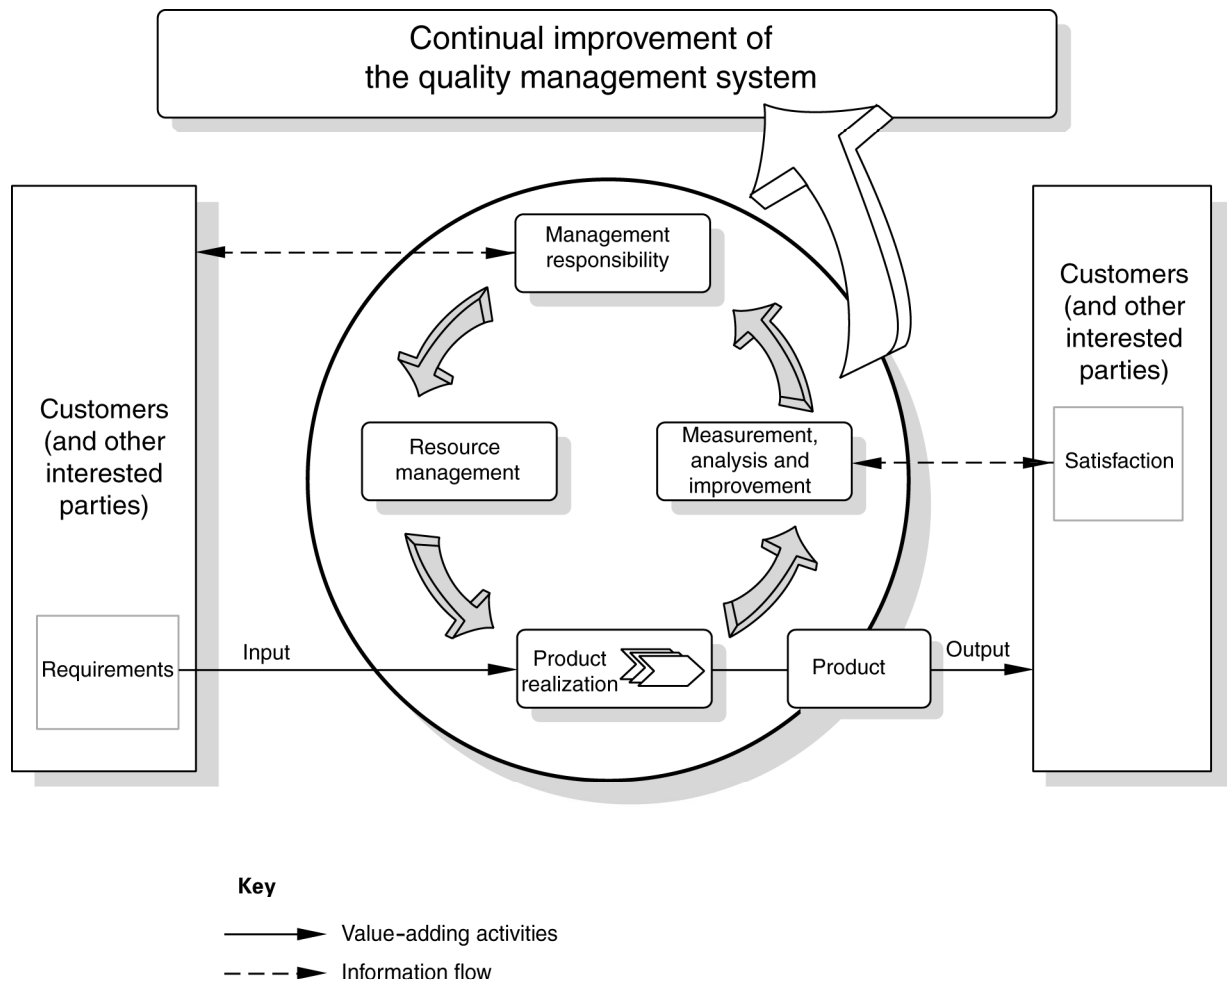 Continual improvement of
the quality management system
Management
responsibility
Customers
(and other
interested
parties)
Customers
(and other
interested
parties)
Resource
management
Measurement,
analysis and
improvement
Satisfaction
Requirements
Input
Product
realization
Product
Output
Key
Value-adding activities
Information flow